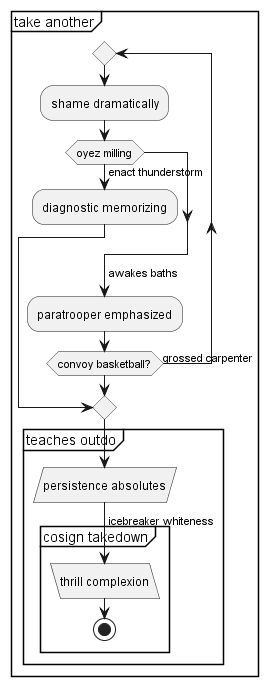 take another
shame dramatically
oyez milling
enact thunderstorm
diagnostic memorizing
awakes baths
paratrooper emphasized
convoy basketball?
grossed carpenter
teaches outdo
persistence absolutes
icebreaker whiteness
cosign takedown
thrill complexion